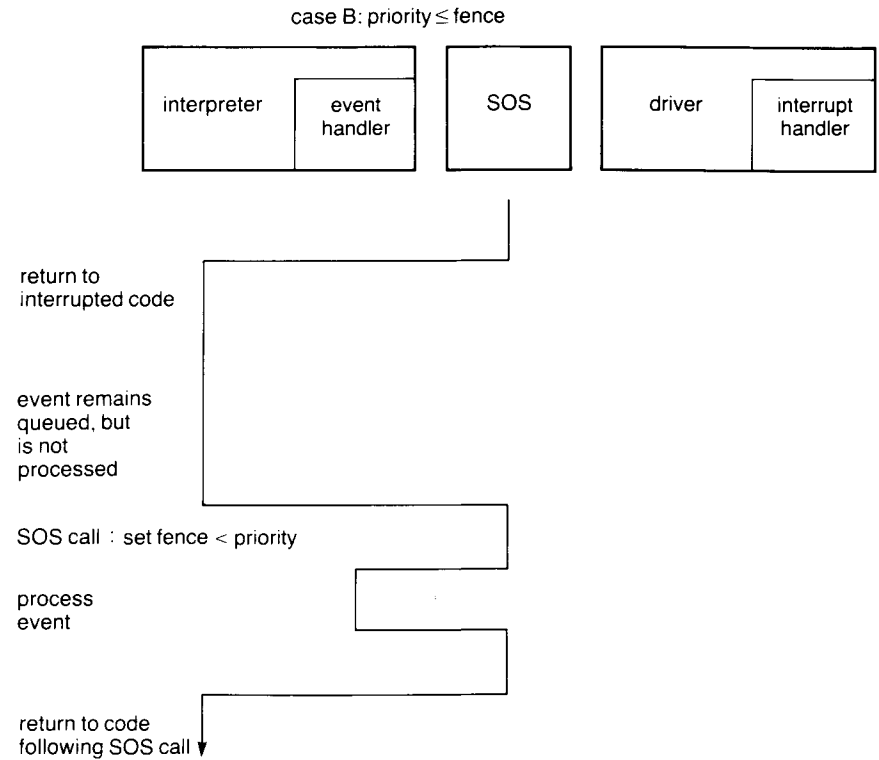 case B: priority ≤ fence
interpreter
event
handler
SOS
driver
interrupt
handler
return to
interrupted code
event remains
queued, but
is not
processed
SOS call : set fence < priority
process
event
return to code
following SOS call